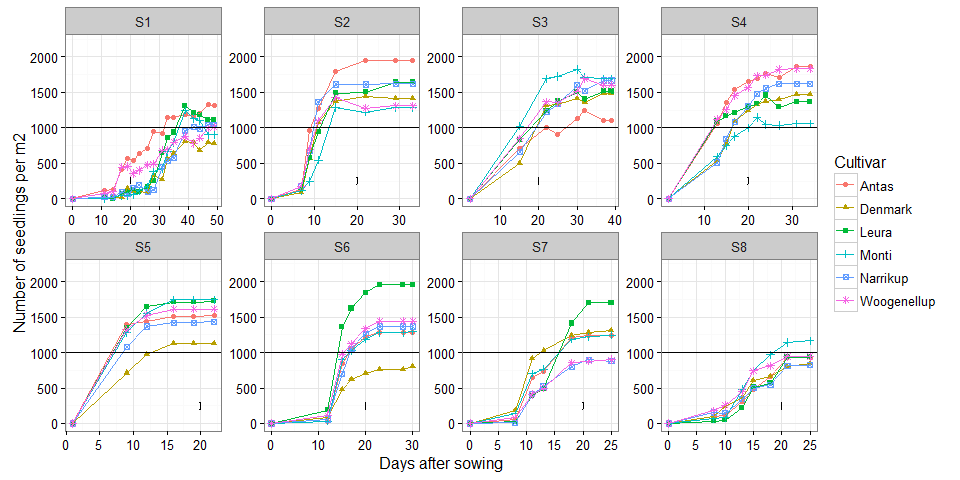 S1 S2 S3 S4
2000
1500
1000
500
0
0 10 20 30 40 50 0 10 20 30 0 10 20 30 39 0 10 20 30
S5 S6 S7 S8
2000
1500
1000
500
0
0 5 10 15 20 0 10 20 30 0 5 10 15 20 25 0 5 10 15 20 25
Number of seedlings per m2
Days after sowing
Cultivar
Antas
Denmark
Leura
Monti
Narrikup
Woogenellup